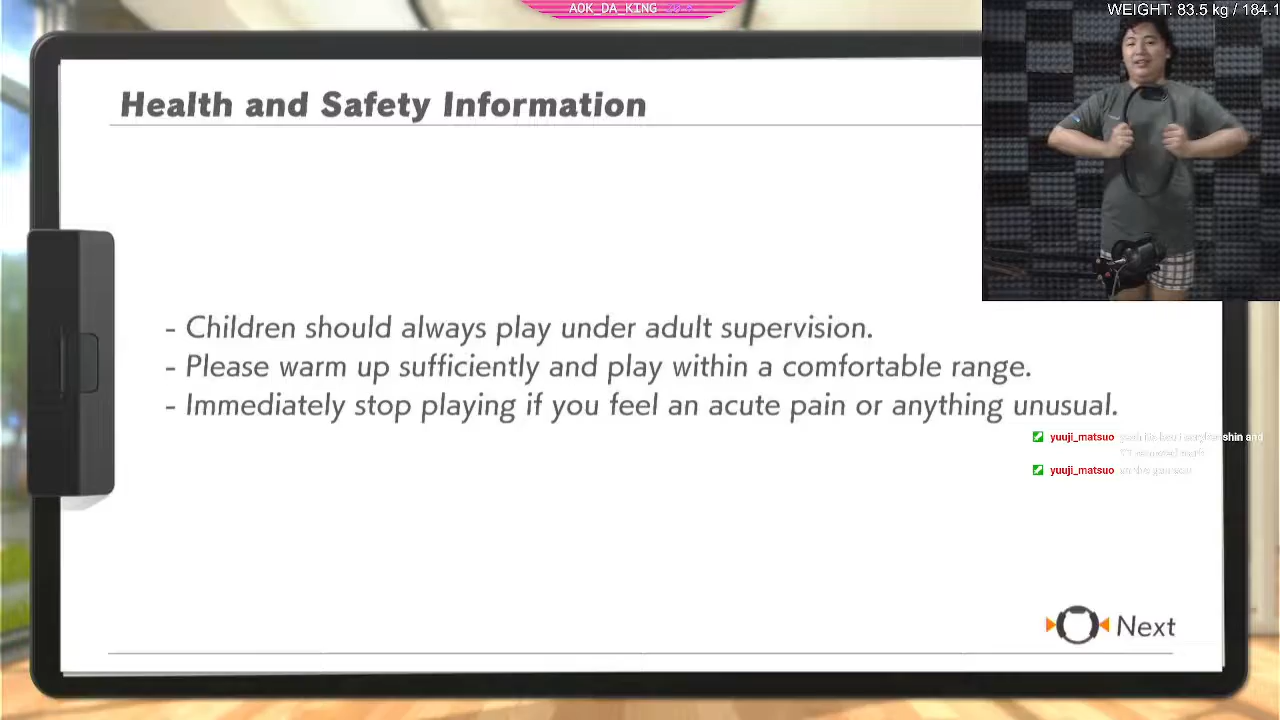 AOK_DA_KING
WEIGHT: 83.5 kg / 184.1
Health and Safety Information
- Children should always play under adult supervision.
- Please warm up sufficiently and play within a comfortable range.
- Immediately stop playing if you feel an acute pain or anything unusual.
yuuji_matsuo
yuuji_matsuo
Next